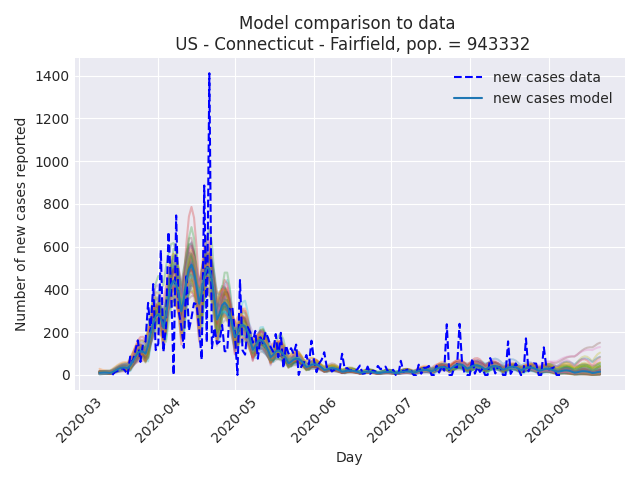 Model comparison to data
US - Connecticut - Fairfield, pop. = 943332
new cases data
new cases model
Number of new cases reported
1400
1200
1000
800
600
400
200
0
2020-03
2020-04
2020-05
2020-06
2020-07
2020-08
2020-09
Day